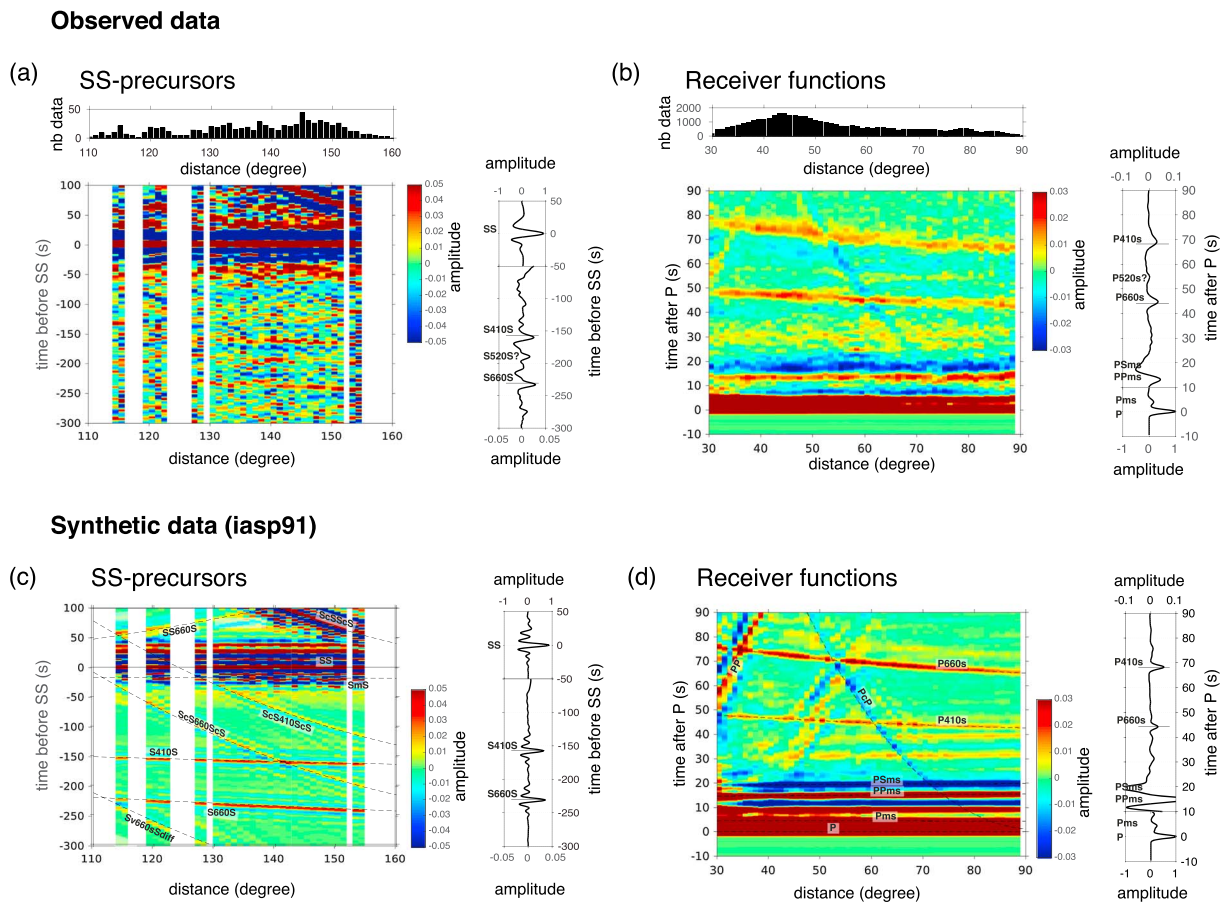 Observed data
(a)
SS-precursors
nb data
50
0
110 120 130 140 150 160
distance (degree)
time before SS (s)
100
50
0
-50
-100
-150
-200
-250
-300
110 120 130 140 150 160
distance (degree)
0.05
0.04
0.03
0.02
0.01
0
-0.01
-0.02
-0.03
-0.04
-0.05
amplitude
amplitude
-1 0 1
50
0
-50
-100
-150
-200
-300
SS
S410S
S520S?
S660S
time before SS (s)
-0.05 0 0.05
amplitude
(b)
Receiver functions
nb data
2000
1000
0
30 40 50 60 70 80 90
distance (degree)
time after P (s)
90
80
70
60
50
40
30
20
10
0
-10
30 40 50 60 70 80 90
distance (degree)
0.03
0.02
0.01
0
-0.01
-0.02
-0.03
amplitude
amplitude
-0.1 0 0.1
90
80
70
60
50
40
30
20
10
0
-10
P410s
P520s?
P660s
PSms
PPms
Pms
P
time after P (s)
-1 0 1
amplitude
Synthetic data (iasp91)
(c)
SS-precursors
time before SS (s)
100
50
0
-50
-100
-150
-200
-250
-300
SS660S
ScSScS
SS
SmS
ScS660ScS
ScS410ScS
S410S
S660S
Sv660sSdiff
110 120 130 140 150 160
distance (degree)
0.05
0.04
0.03
0.02
0.01
0
-0.01
-0.02
-0.03
-0.04
-0.05
amplitude
amplitude
-1 0 1
50
0
-50
-100
-150
-200
-300
SS
S410S
S660S
time before SS (s)
-0.05 0 0.05
amplitude
(d)
Receiver functions
time after P (s)
90
80
70
60
50
40
30
20
10
0
-10
PP
P660s
PcP
P410s
PSms
PPms
Pms
P
30 40 50 60 70 80 90
distance (degree)
0.03
0.02
0.01
0
-0.01
-0.02
-0.03
amplitude
amplitude
-0.1 0 0.1
90
80
70
60
50
40
30
20
10
0
-10
P410s
P660s
PSms
PPms
Pms
P
time after P (s)
-1 0 1
amplitude